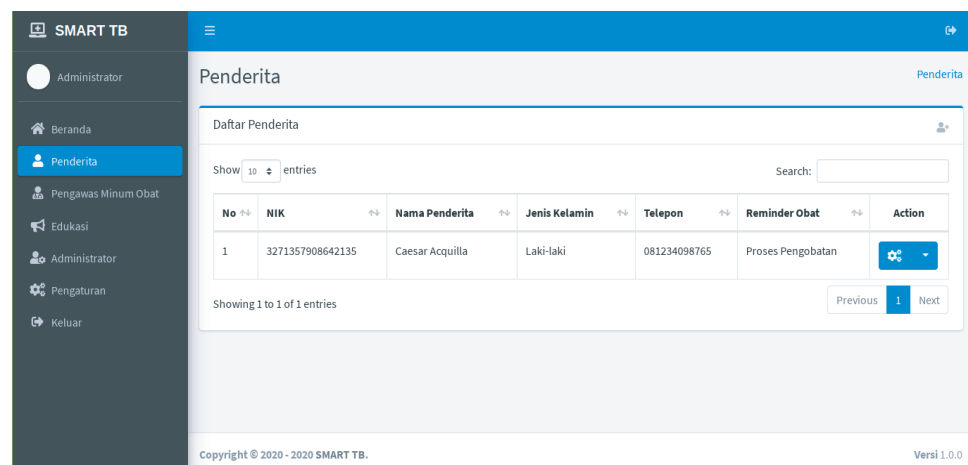 SMART TB
Administrator
Beranda
Penderita
Pengawas Minum Obat
Edukasi
Administrator
Pengaturan
Keluar
Penderita
Penderita
Daftar Penderita
Show 10 entries
Search:
No NIK Nama Penderita Jenis Kelamin Telepon Reminder Obat Action
1 3271357908642135 Caesar Acquilla Laki-laki 081234098765 Proses Pengobatan
Showing 1 to 1 of 1 entries
Previous 1 Next
Copyright © 2020 - 2020 SMART TB.
Versi 1.0.0